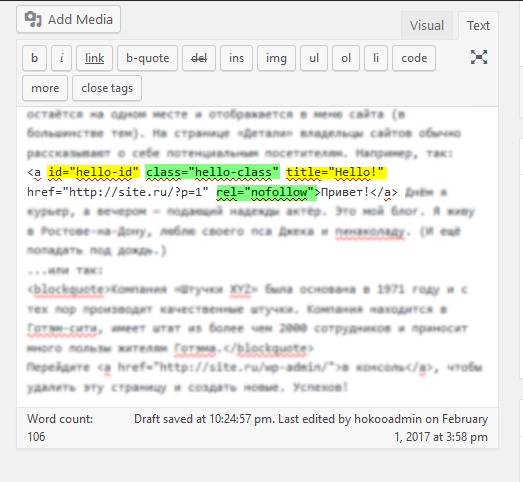 Add Media
Visual
Text
b
i
link
b-quote
del
ins
img
ul
ol
li
code
more
close tags
остаётся на одном месте и отображается в меню сайта (в
большинстве тем). На странице «Детали» владельцы сайтов обычно
рассказывают о себе потенциальным посетителям. Например, так:
<a id="hello-id" class="hello-class" title="Hello!"
href="http://site.ru/?p=1" rel="nofollow">Привет!</a> Днём я
курьер, а вечером — подающий надежды актёр. Это мой блог. Я живу
в Ростове-на-Дону, люблю своего пса Джека и пинаколаду. (И ещё
попадать под дождь.)
...или так:
<blockquote>Компания «Штучки XYZ» была основана в 1971 году и с
тех пор производит качественные штучки. Компания находится в
Готэм-сити, имеет штат из более чем 2000 сотрудников и приносит
много пользы жителям Готэма.</blockquote>
Перейдите <a href="http://site.ru/wp-admin/">в консоль</a>, чтобы
удалить эту страницу и создать новые. Успехов!
Word count:
106
Draft saved at 10:24:57 pm. Last edited by hokooadmin on February
1, 2017 at 3:58 pm